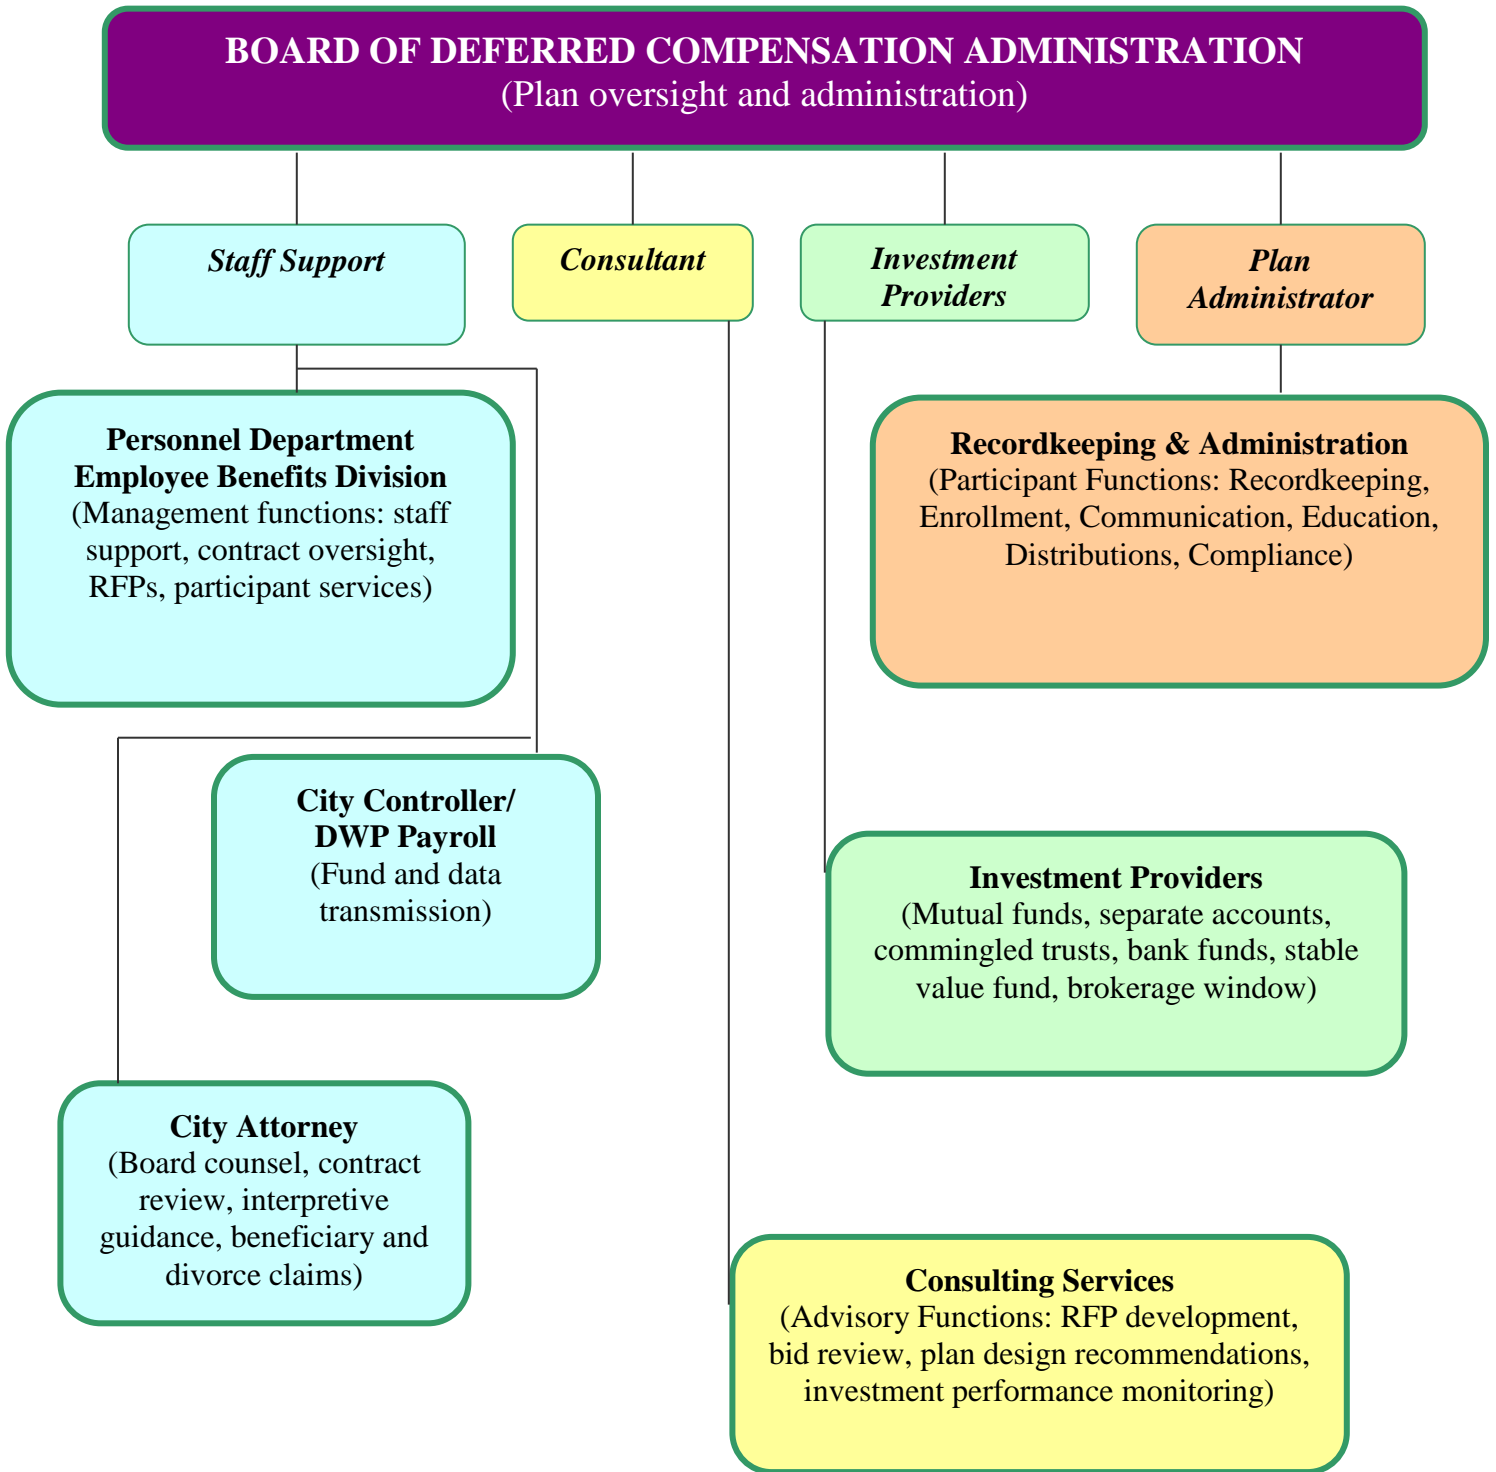 BOARD OF DEFERRED COMPENSATION ADMINISTRATION
(Plan oversight and administration)
Staff Support
Consultant
Investment
Providers
Plan
Administrator
Personnel Department
Employee Benefits Division
(Management functions: staff
support, contract oversight,
RFPs, participant services)
Recordkeeping & Administration
(Participant Functions: Recordkeeping,
Enrollment, Communication, Education,
Distributions, Compliance)
City Controller/
DWP Payroll
(Fund and data
transmission)
Investment Providers
(Mutual funds, separate accounts,
commingled trusts, bank funds, stable
value fund, brokerage window)
City Attorney
(Board counsel, contract
review, interpretive
guidance, beneficiary and
divorce claims)
Consulting Services
(Advisory Functions: RFP development,
bid review, plan design recommendations,
investment performance monitoring)